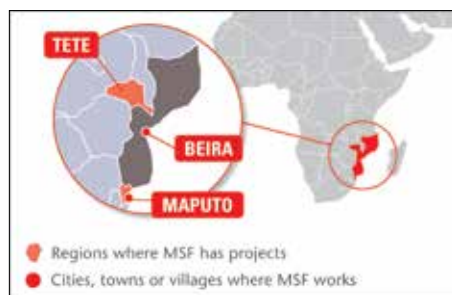 TETE
BEIRA
MAPUTO
Regions where MSF has projects
Cities, towns or villages where MSF works